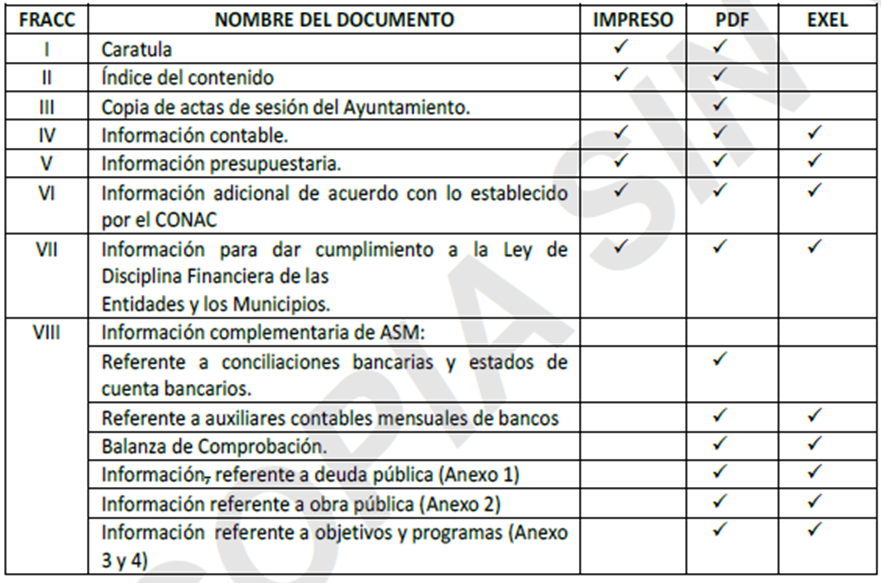 FRACC NOMBRE DEL DOCUMENTO IMPRESO PDF EXEL
I Caratula ✓ ✓
II Índice del contenido ✓ ✓
III Copia de actas de sesión del Ayuntamiento. ✓
IV Información contable. ✓ ✓ ✓
V Información presupuestaria. ✓ ✓ ✓
VI Información adicional de acuerdo con lo establecido ✓ ✓ ✓
por el CONAC
VII Información para dar cumplimiento a la Ley de ✓ ✓ ✓
Disciplina Financiera de las
Entidades y los Municipios.
VIII Información complementaria de ASM:
Referente a conciliaciones bancarias y estados de ✓
cuenta bancarios.
Referente a auxiliares contables mensuales de bancos ✓ ✓
Balanza de Comprobación. ✓ ✓
Información, referente a deuda pública (Anexo 1) ✓ ✓
Información referente a obra pública (Anexo 2) ✓ ✓
Información referente a objetivos y programas (Anexo ✓ ✓
3 y 4)
COPIA SIN